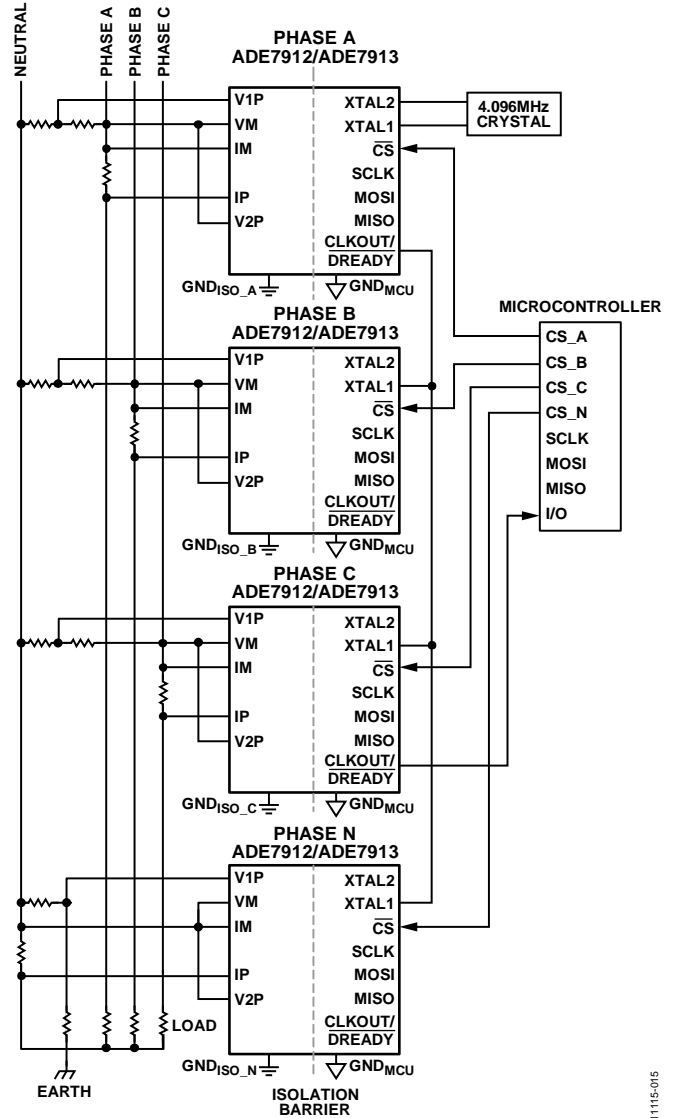 NEUTRAL
PHASE A
PHASE B
PHASE C
PHASE A
ADE7912/ADE7913
V1P
VM
IM
IP
V2P
XTAL2
XTAL1
CS
SCLK
MOSI
MISO
CLKOUT/
DREADY
4.096MHz
CRYSTAL
GNDISO_A
GNDMCU
MICROCONTROLLER
CS_A
CS_B
CS_C
CS_N
SCLK
MOSI
MISO
I/O
PHASE B
ADE7912/ADE7913
V1P
VM
IM
IP
V2P
XTAL2
XTAL1
CS
SCLK
MOSI
MISO
CLKOUT/
DREADY
GNDISO_B
GNDMCU
PHASE C
ADE7912/ADE7913
V1P
VM
IM
IP
V2P
XTAL2
XTAL1
CS
SCLK
MOSI
MISO
CLKOUT/
DREADY
GNDISO_C
GNDMCU
PHASE N
ADE7912/ADE7913
V1P
VM
IM
IP
V2P
XTAL2
XTAL1
CS
SCLK
MOSI
MISO
CLKOUT/
DREADY
LOAD
EARTH
GNDISO_N
GNDMCU
ISOLATION
BARRIER